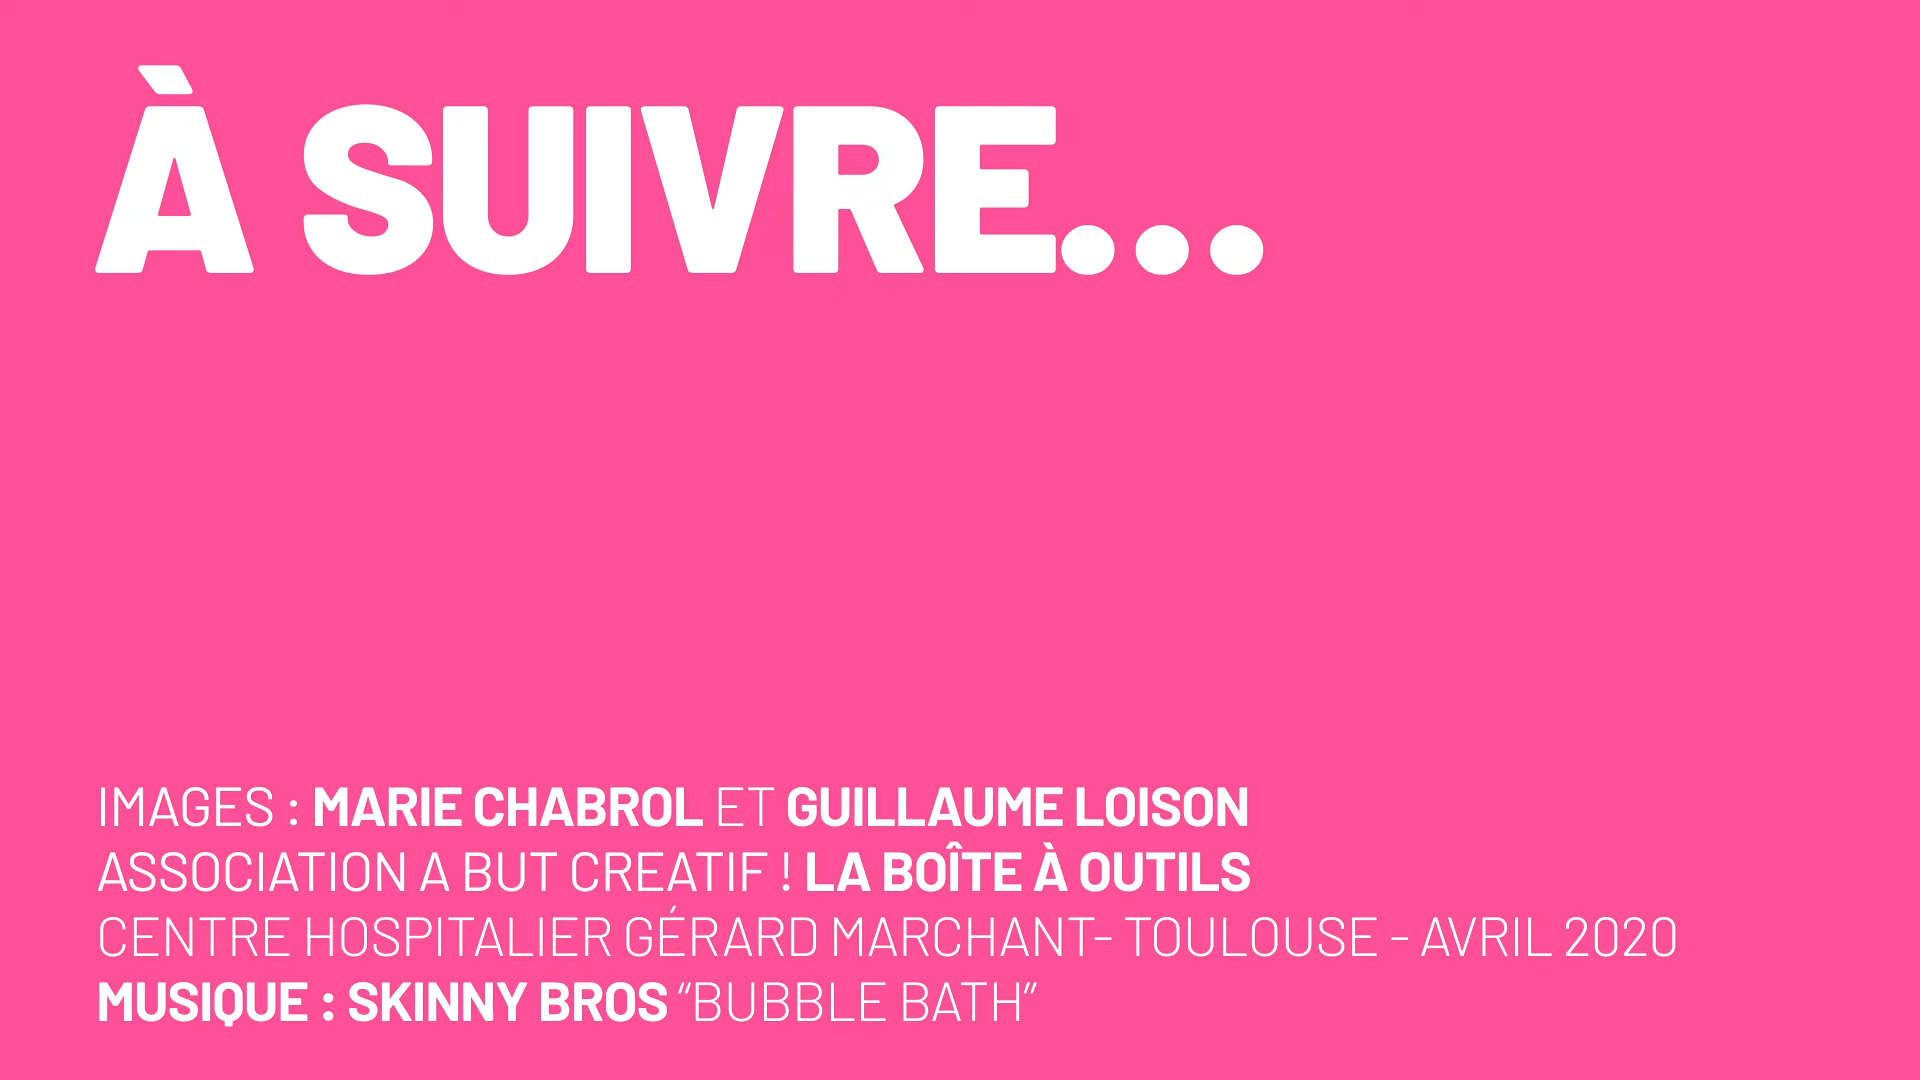 À SUIVRE...
IMAGES : MARIE CHABROL ET GUILLAUME LOISON
ASSOCIATION A BUT CREATIF ! LA BOÎTE À OUTILS
CENTRE HOSPITALIER GÉRARD MARCHANT- TOULOUSE - AVRIL 2020
MUSIQUE : SKINNY BROS “BUBBLE BATH”